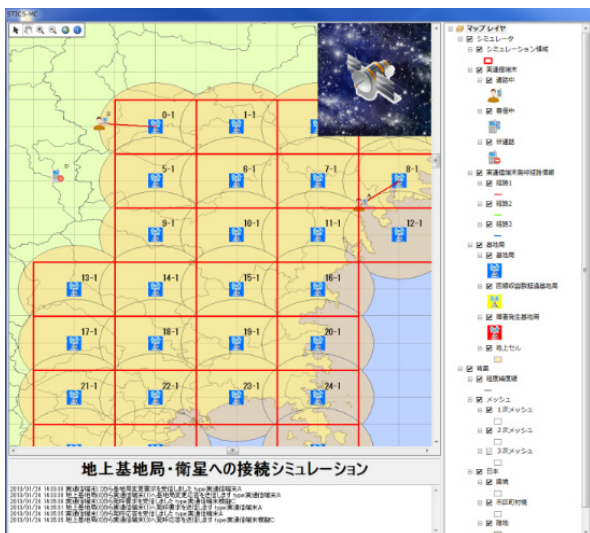 STICS-MC
マップ レイヤ
シミュレータ
シミュレーション領域
実通信端末
通話中
着信中
非通話
実通信端末発呼経路情報
経路1
経路2
経路3
基地局
基地局
回線収容数超過基地局
障害発生基地局
地上セル
背景
経度緯度線
メッシュ
1次メッシュ
2次メッシュ
3次メッシュ
日本
県境
市区町村境
陸地
0-1
1-1
5-1
6-1
7-1
8-1
9-1
10-1
11-1
12-1
13-1
14-1
15-1
16-1
17-1
18-1
19-1
20-1
21-1
22-1
23-1
24-1
地上基地局・衛星への接続シミュレーション